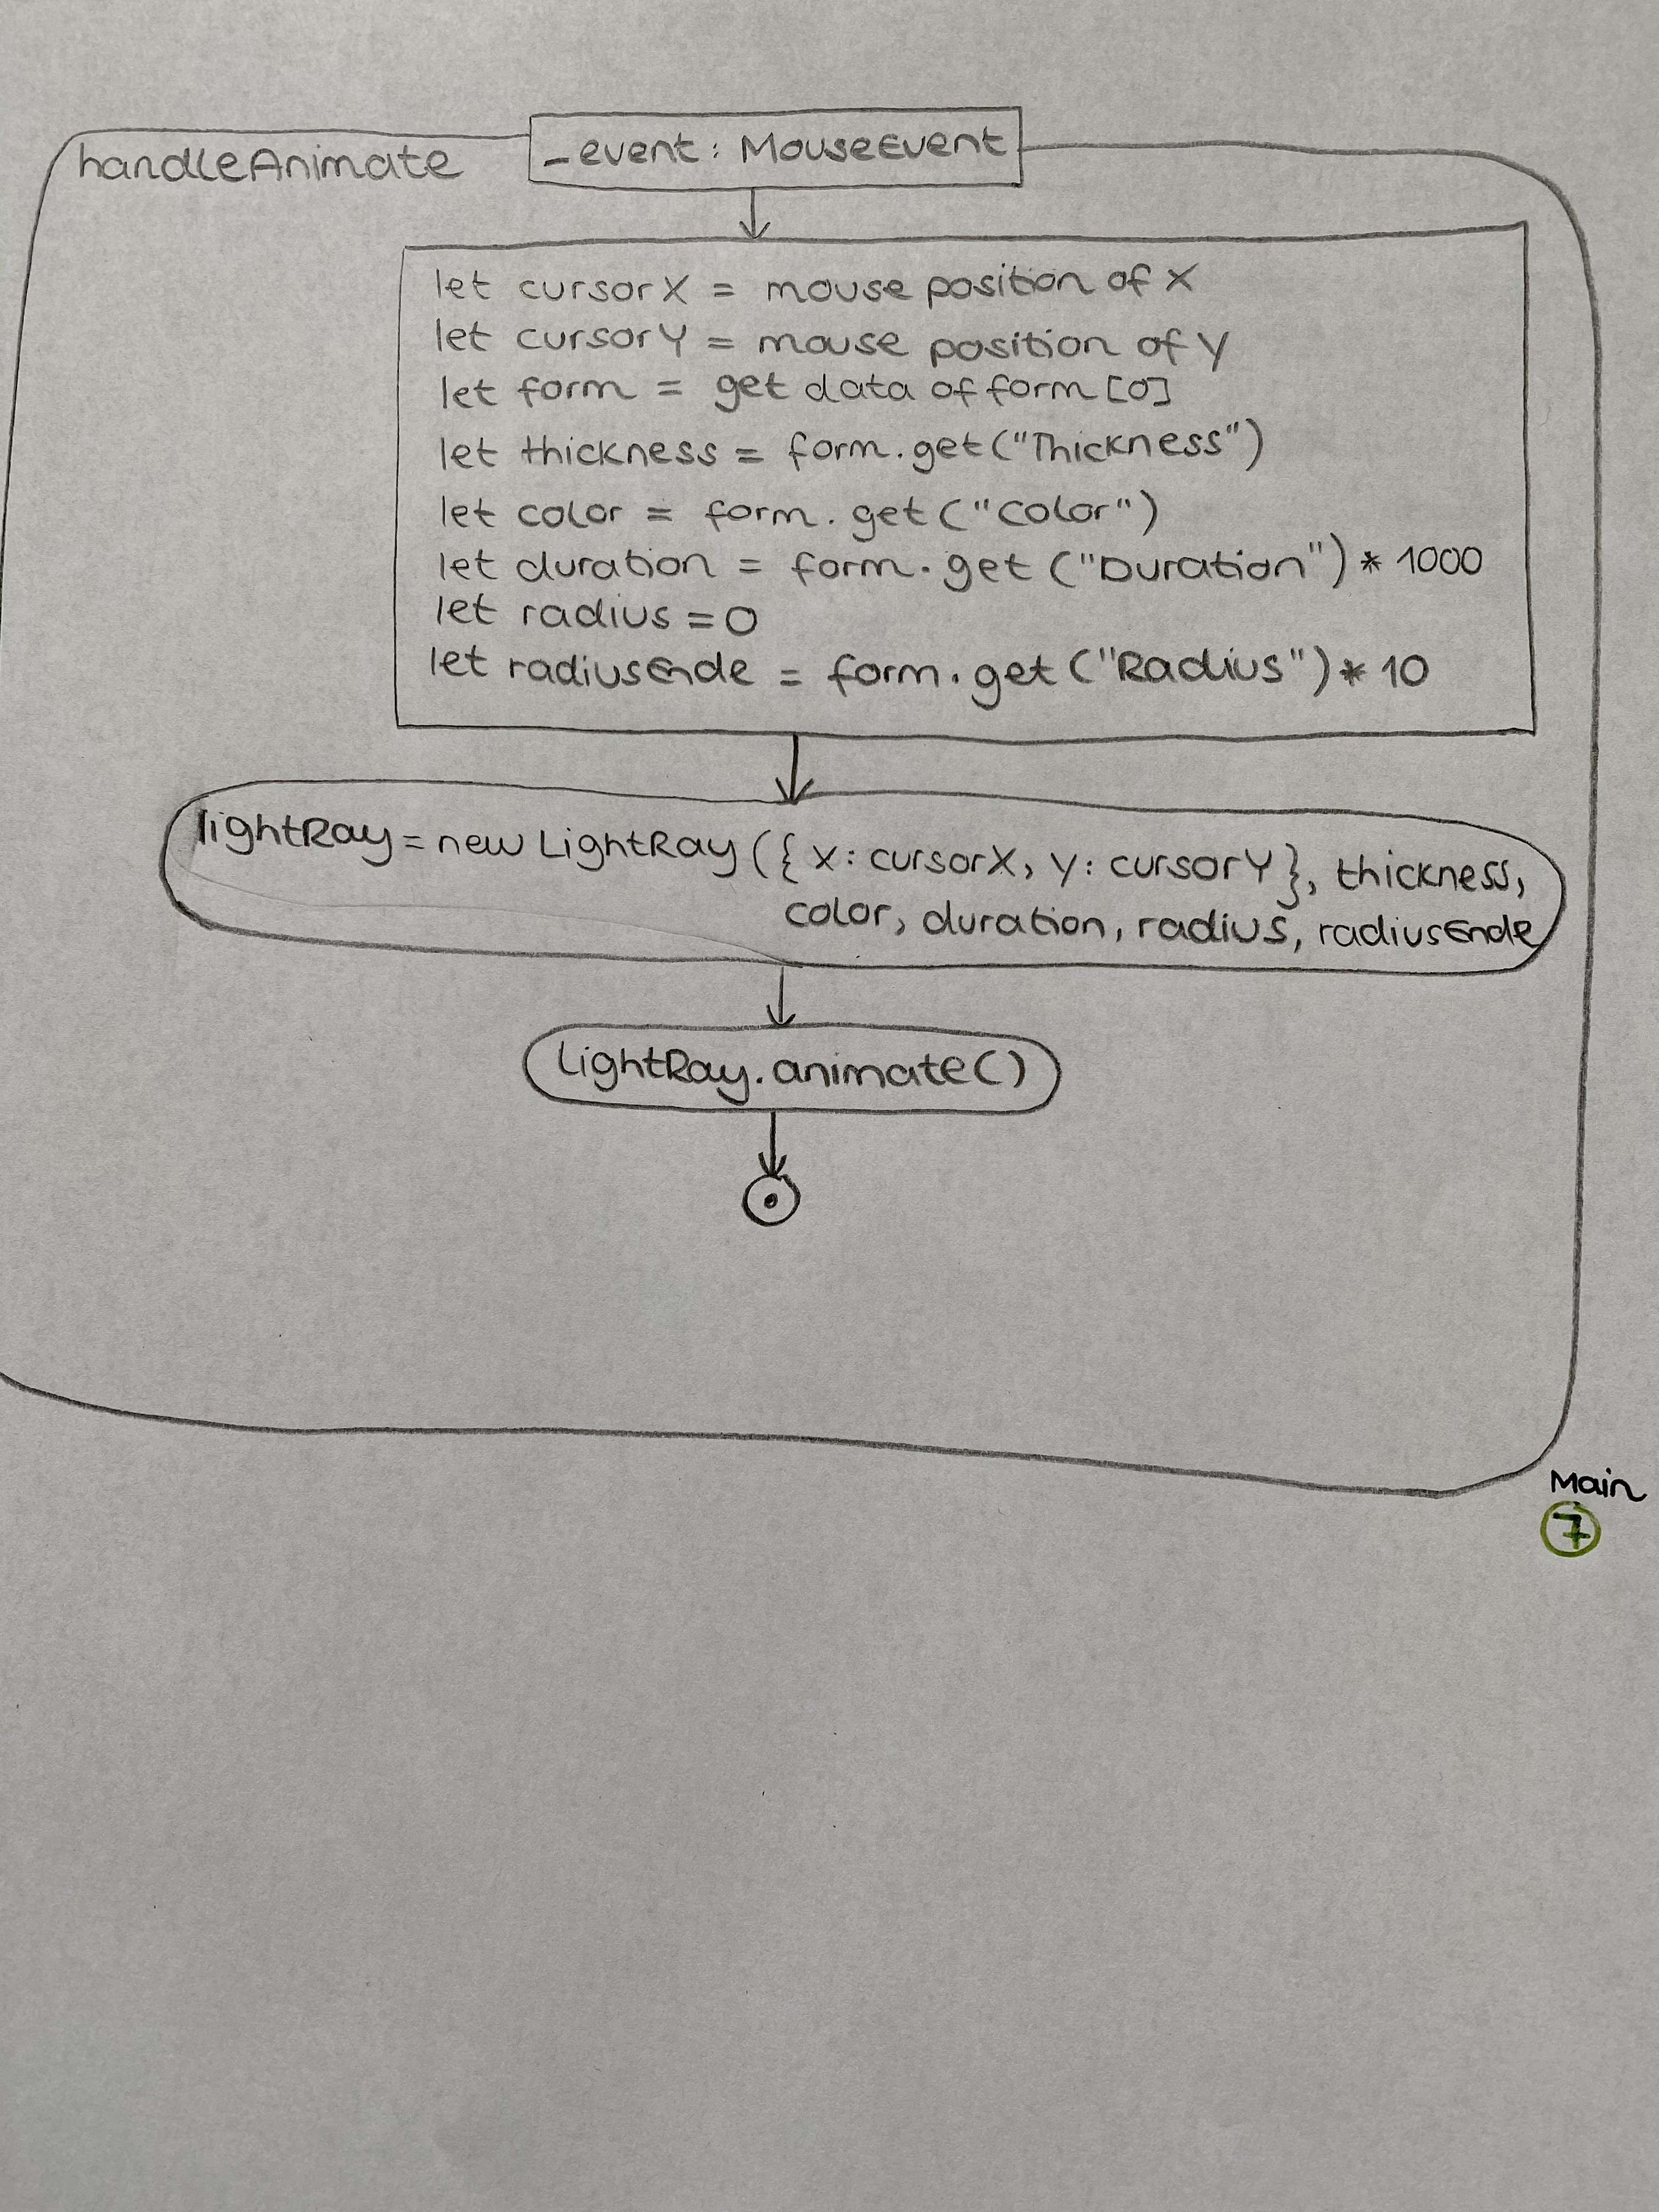 handleAnimate
_event: MouseEvent
let cursorX = mouse position of X
let cursorY = mouse position of Y
let form = get data of form [0]
let thickness = form.get("Thickness")
let color = form.get("Color")
let duration = form.get("Duration") * 1000
let radius = 0
let radiusEnde = form.get("Radius") * 10
lightRay = new LightRay ({ x: cursorX, y: cursorY }, thickness,
color, duration, radius, radiusEnde
lightRay.animate()
Main
7